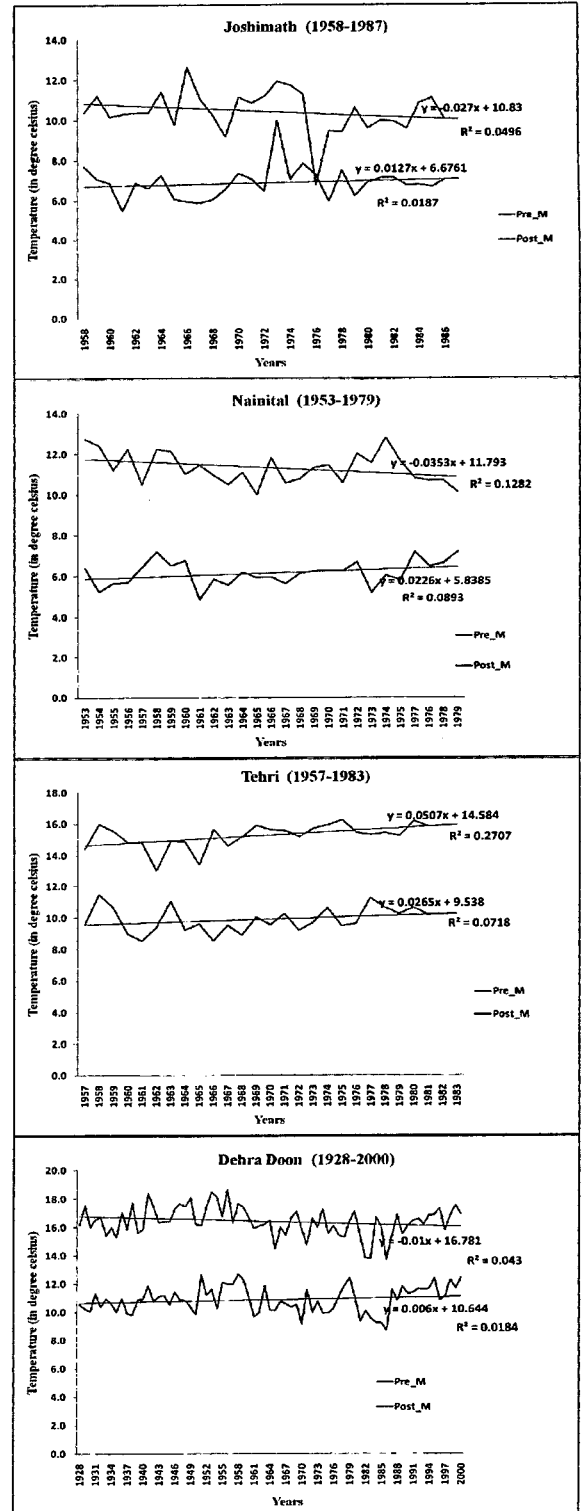 Joshimath (1958-1987)
Temperature (in degree celsius)
14.0
12.0
10.0
8.0
6.0
4.0
2.0
0.0
y = -0.027x + 10.83
R² = 0.0496
y = 0.0127x + 6.6761
R² = 0.0187
Pre_M
Post_M
1958 1960 1961 1962 1964 1966 1967 1968 1969 1970 1972 1973 1974 1976 1977 1978 1979 1980 1981 1982 1983 1984 1985 1986
Years
Nainital (1953-1979)
Temperature (in degree celsius)
14.0
12.0
10.0
8.0
6.0
4.0
2.0
0.0
y = -0.0353x + 11.793
R² = 0.1282
y = 0.0226x + 5.8385
R² = 0.0893
Pre_M
Post_M
1953 1954 1955 1956 1957 1958 1959 1960 1961 1962 1963 1964 1965 1966 1967 1968 1969 1970 1971 1972 1973 1974 1975 1977 1976 1978 1979
Years
Tehri (1957-1983)
Temperature (in degree celsius)
18.0
16.0
14.0
12.0
10.0
8.0
6.0
4.0
2.0
0.0
y = 0.0507x + 14.584
R² = 0.2707
y = 0.0265x + 9.538
R² = 0.0718
Pre_M
Post_M
1957 1958 1959 1960 1961 1962 1963 1964 1965 1966 1967 1968 1969 1970 1971 1972 1973 1974 1975 1976 1977 1978 1979 1980 1981 1982 1983
Years
Dehra Doon (1928-2000)
Temperature (in degree celsius)
20.0
18.0
16.0
14.0
12.0
10.0
8.0
6.0
4.0
2.0
0.0
y = -0.01x + 16.781
R² = 0.043
y = 0.006x + 10.644
R² = 0.0184
Pre_M
Post_M
1928 1931 1934 1937 1940 1943 1946 1949 1952 1955 1958 1961 1964 1967 1970 1973 1976 1979 1982 1985 1988 1991 1994 1997 2000
Years